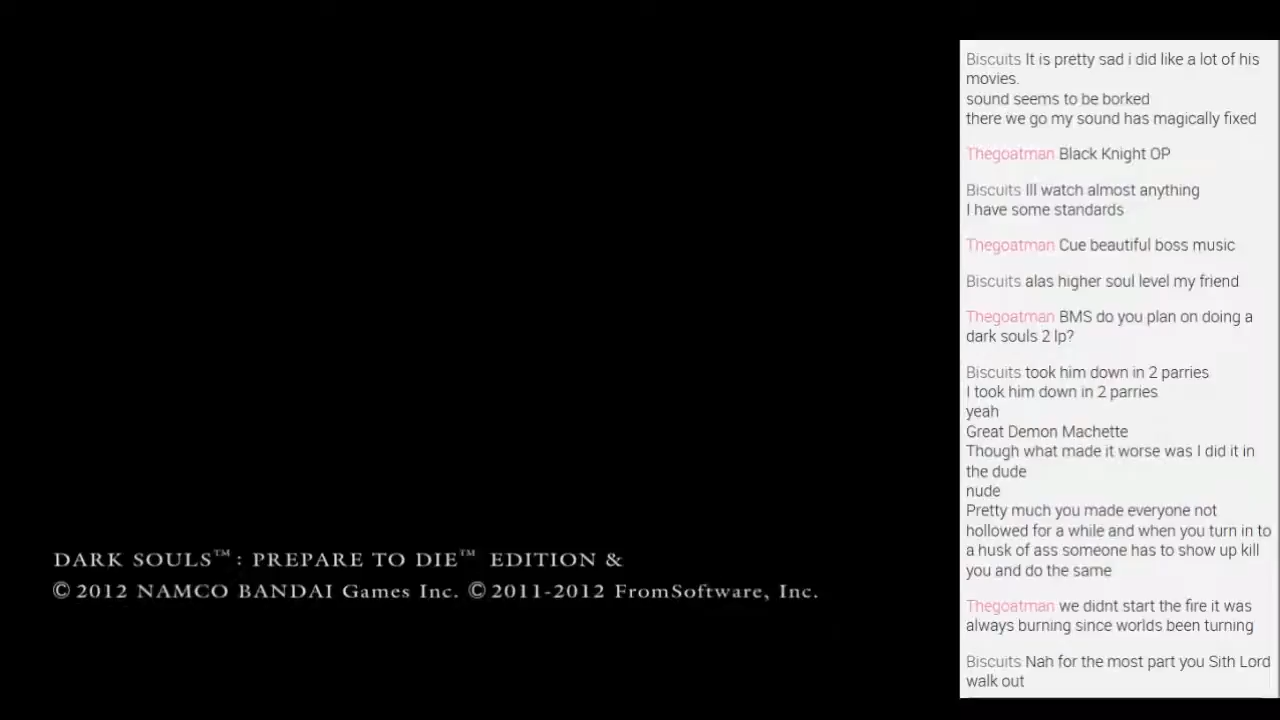 DARK SOULS™: PREPARE TO DIE™ EDITION &
© 2012 NAMCO BANDAI Games Inc. © 2011-2012 FromSoftware, Inc.
Biscuits It is pretty sad i did like a lot of his
movies.
sound seems to be borked
there we go my sound has magically fixed
Thegoatman Black Knight OP
Biscuits Ill watch almost anything
I have some standards
Thegoatman Cue beautiful boss music
Biscuits alas higher soul level my friend
Thegoatman BMS do you plan on doing a
dark souls 2 lp?
Biscuits took him down in 2 parries
I took him down in 2 parries
yeah
Great Demon Machette
Though what made it worse was I did it in
the dude
nude
Pretty much you made everyone not
hollowed for a while and when you turn in to
a husk of ass someone has to show up kill
you and do the same
Thegoatman we didnt start the fire it was
always burning since worlds been turning
Biscuits Nah for the most part you Sith Lord
walk out